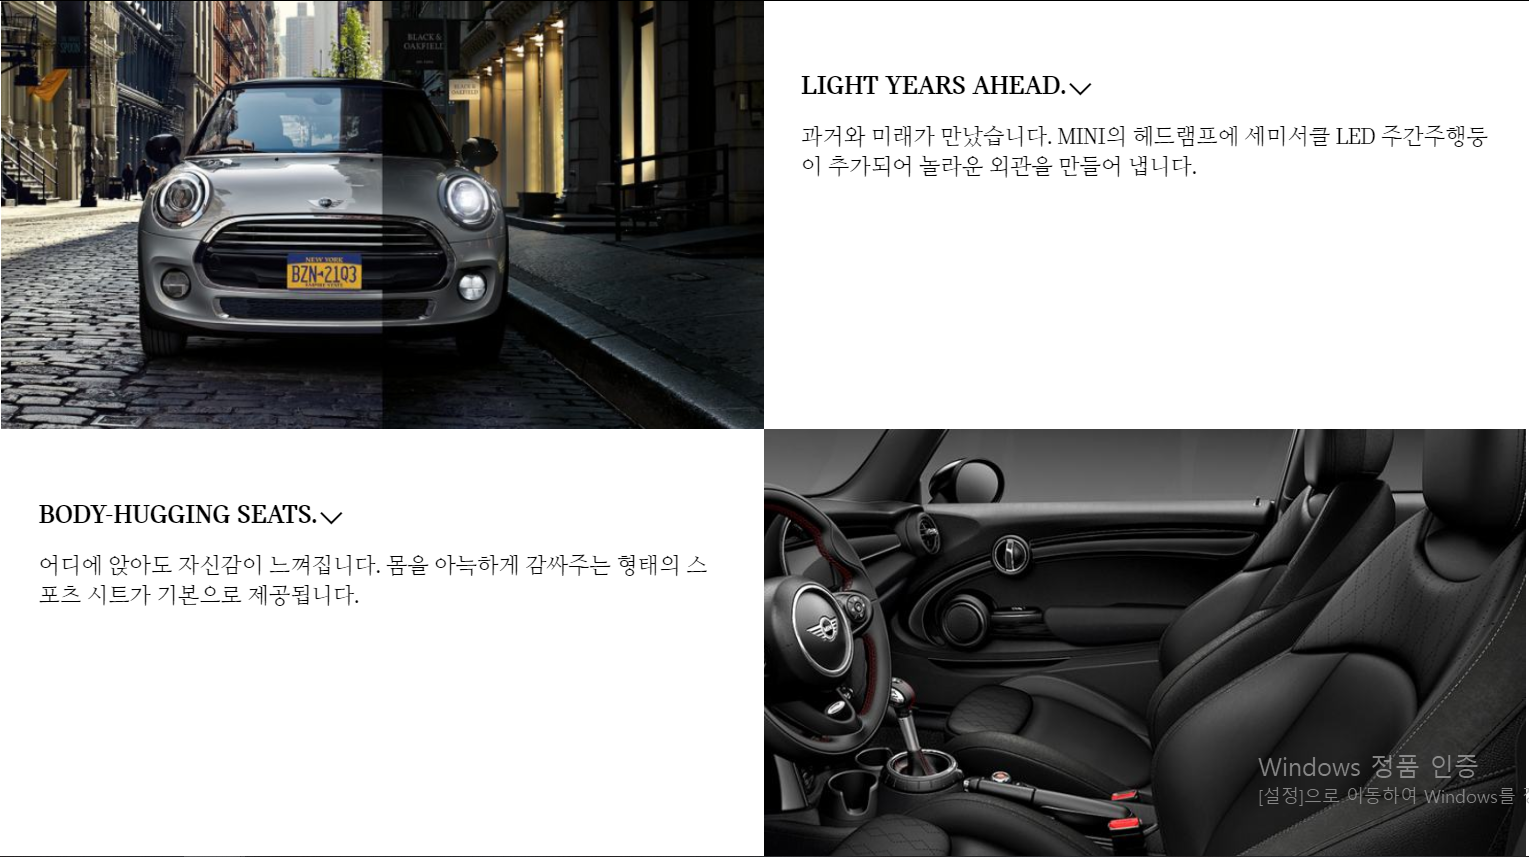 BLACK &
OAKFIELD
BLACK &
OAKFIELD
NEW YORK
BZN-2193
EMPIRE STATE
LIGHT YEARS AHEAD.
과거와 미래가 만났습니다. MINI의 헤드램프에 세미서클 LED 주간주행등
이 추가되어 놀라운 외관을 만들어 냅니다.
BODY-HUGGING SEATS.
어디에 앉아도 자신감이 느껴집니다. 몸을 아늑하게 감싸주는 형태의 스
포츠 시트가 기본으로 제공됩니다.
Windows 정품 인증
[설정]으로 이동하여 Windows를